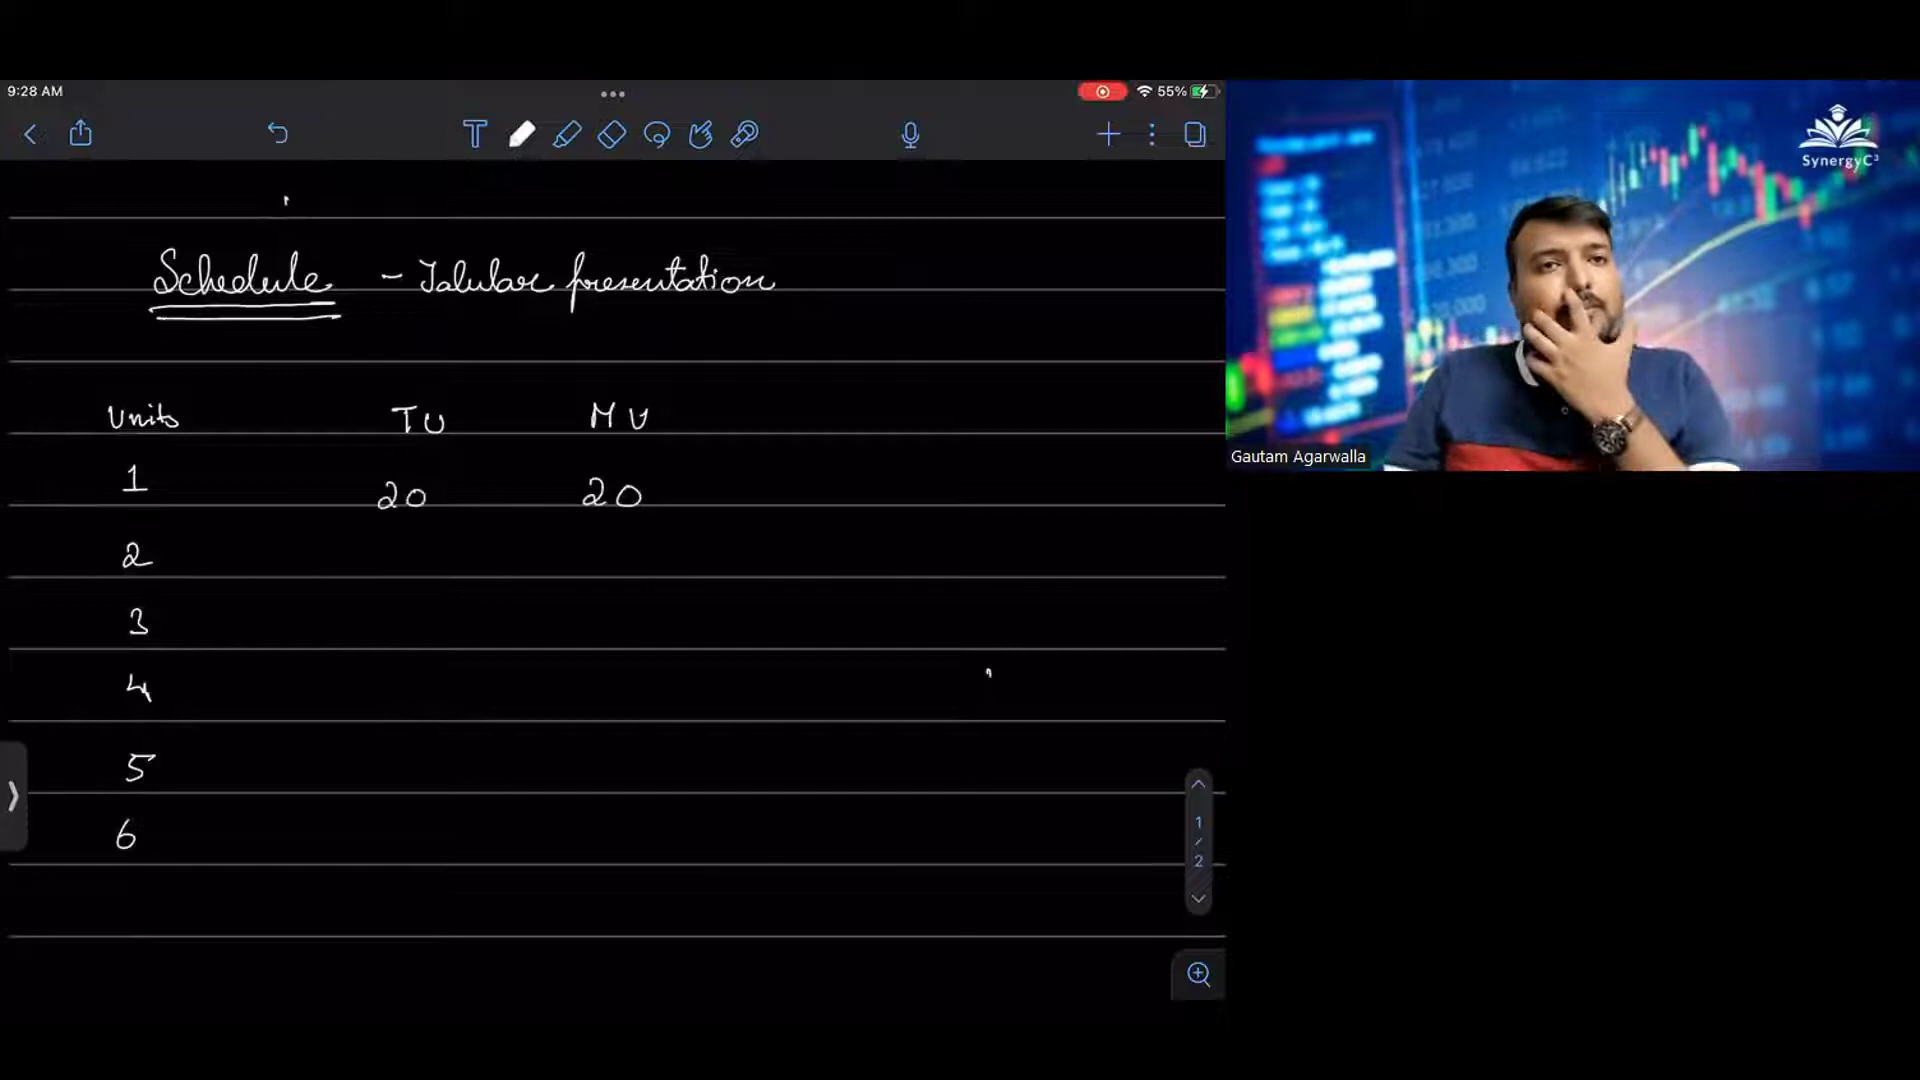 9:28 AM
55%
SynergyC³
Schedule - Tabular presentation
Units TU MU
1 20 20
2
3
4
5
6
Gautam Agarwalla
1
/
2